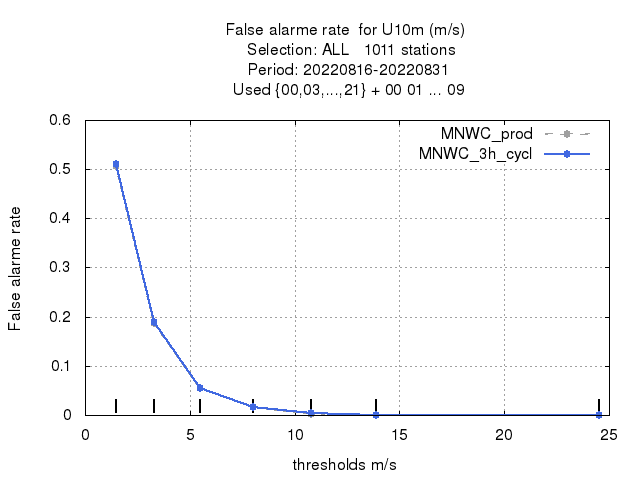 False alarme rate  for U10m (m/s)
Selection: ALL   1011 stations
Period: 20220816-20220831
Used {00,03,...,21} + 00 01 ... 09
MNWC_prod
MNWC_3h_cycl
0.6
0.5
0.4
0.3
0.2
0.1
0
False alarme rate
0 5 10 15 20 25
thresholds m/s